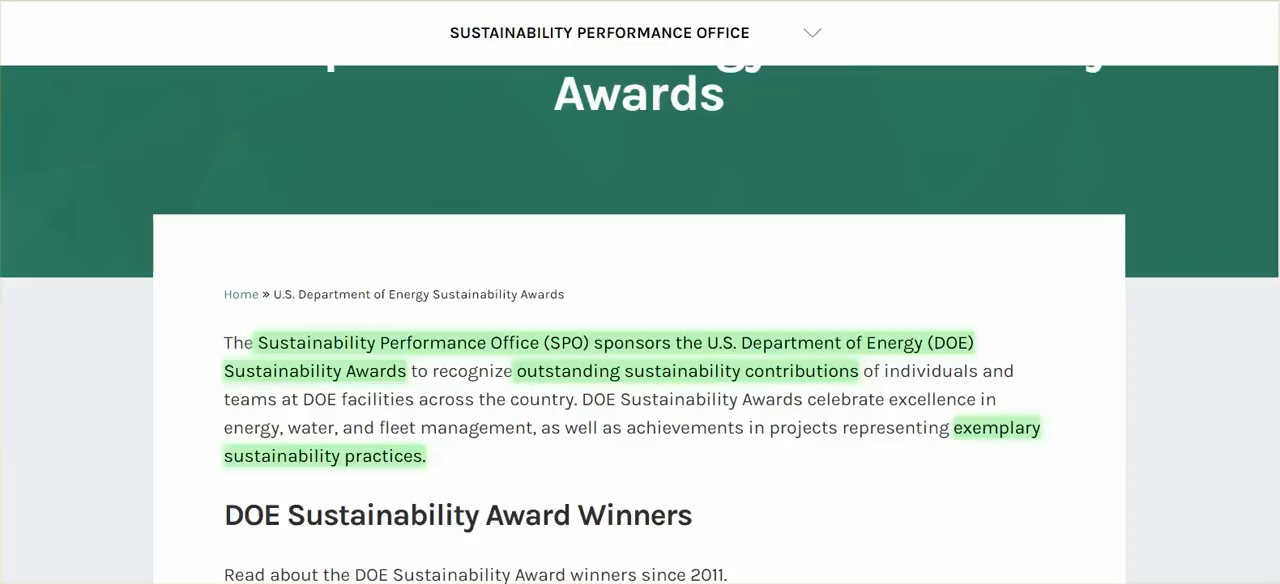 SUSTAINABILITY PERFORMANCE OFFICE
Awards
Home » U.S. Department of Energy Sustainability Awards
The Sustainability Performance Office (SPO) sponsors the U.S. Department of Energy (DOE)
Sustainability Awards to recognize outstanding sustainability contributions of individuals and
teams at DOE facilities across the country. DOE Sustainability Awards celebrate excellence in
energy, water, and fleet management, as well as achievements in projects representing exemplary
sustainability practices.
DOE Sustainability Award Winners
Read about the DOE Sustainability Award winners since 2011.